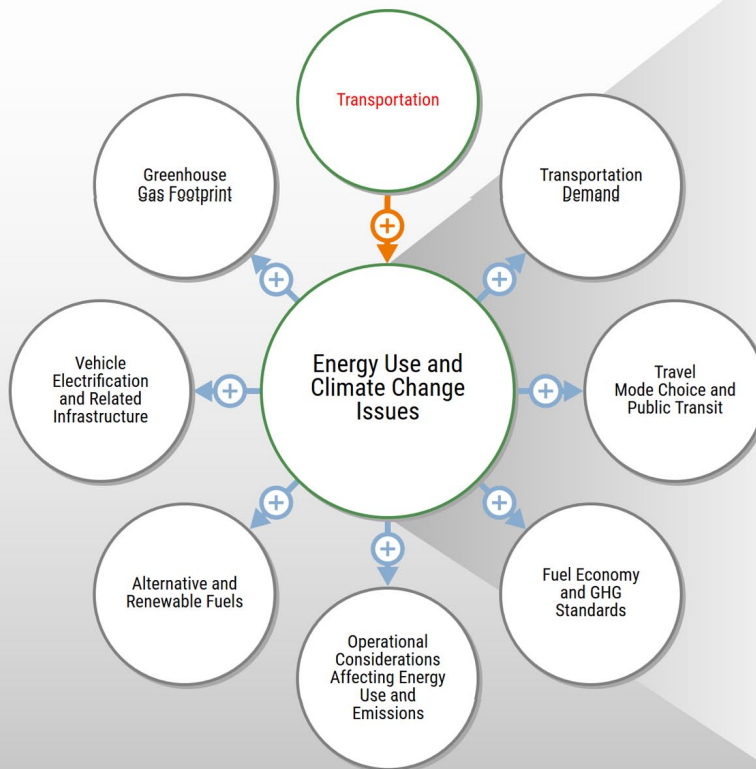 Transportation
Greenhouse
Gas Footprint
Transportation
Demand
Energy Use and
Climate Change
Issues
Vehicle
Electrification
and Related
Infrastructure
Travel
Mode Choice and
Public Transit
Alternative and
Renewable Fuels
Fuel Economy
and GHG
Standards
Operational
Considerations
Affecting Energy
Use and
Emissions